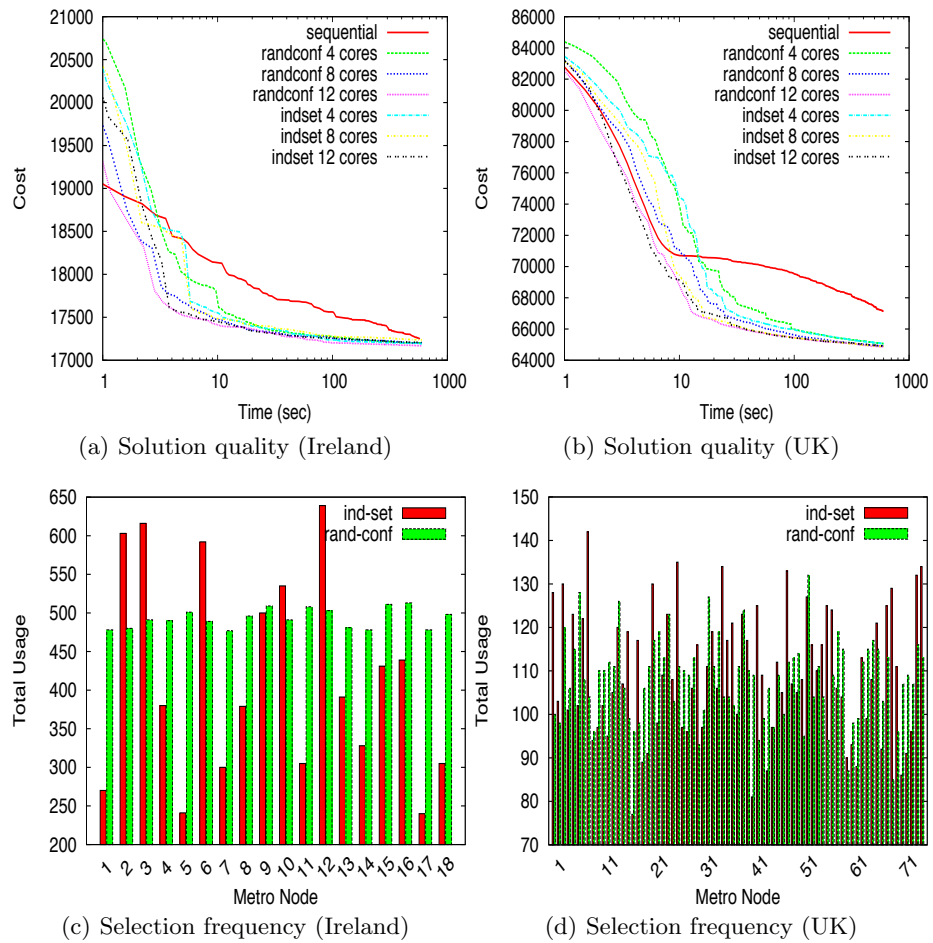 21000
20500
20000
19500
19000
18500
18000
17500
17000
Cost
1
10
100
1000
Time (sec)
sequential
randconf 4 cores
randconf 8 cores
randconf 12 cores
indset 4 cores
indset 8 cores
indset 12 cores
(a) Solution quality (Ireland)
86000
84000
82000
80000
78000
76000
74000
72000
70000
68000
66000
64000
Cost
1
10
100
1000
Time (sec)
sequential
randconf 4 cores
randconf 8 cores
randconf 12 cores
indset 4 cores
indset 8 cores
indset 12 cores
(b) Solution quality (UK)
650
600
550
500
450
400
350
300
250
200
Total Usage
ind-set
rand-conf
1
2
3
4
5
6
7
8
9
10
11
12
13
14
15
16
17
18
Metro Node
(c) Selection frequency (Ireland)
150
140
130
120
110
100
90
80
70
Total Usage
ind-set
rand-conf
1
11
21
31
41
51
61
71
Metro Node
(d) Selection frequency (UK)